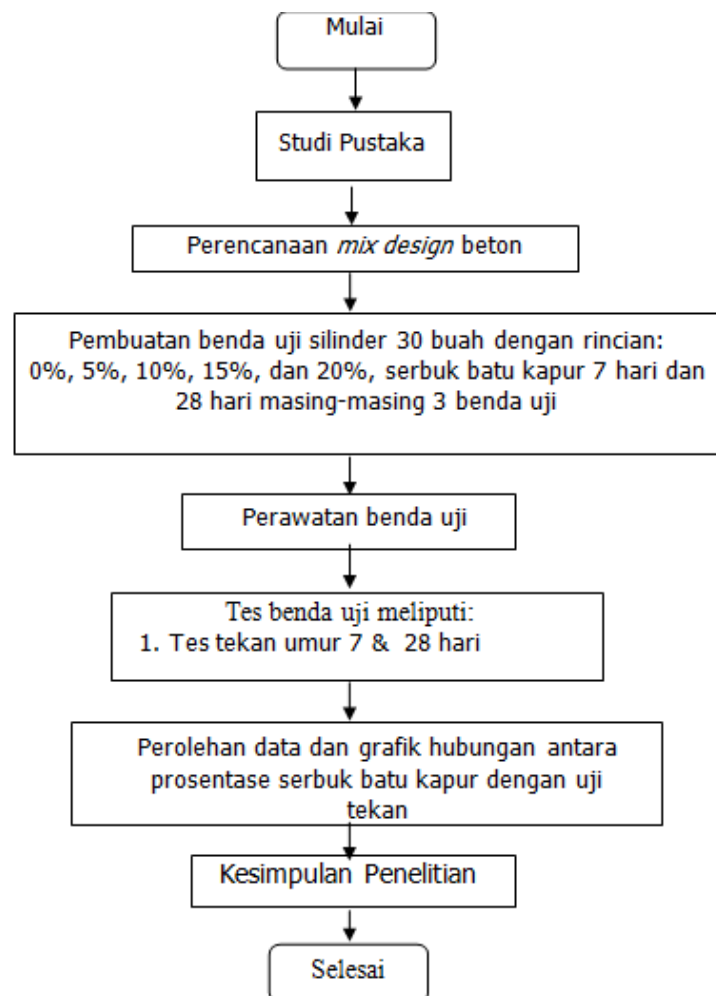 Mulai
Studi Pustaka
Perencanaan mix design beton
Pembuatan benda uji silinder 30 buah dengan rincian:
0%, 5%, 10%, 15%, dan 20%, serbuk batu kapur 7 hari dan
28 hari masing-masing 3 benda uji
Perawatan benda uji
Tes benda uji meliputi:
1. Tes tekan umur 7 & 28 hari
Perolehan data dan grafik hubungan antara
prosentase serbuk batu kapur dengan uji
tekan
Kesimpulan Penelitian
Selesai